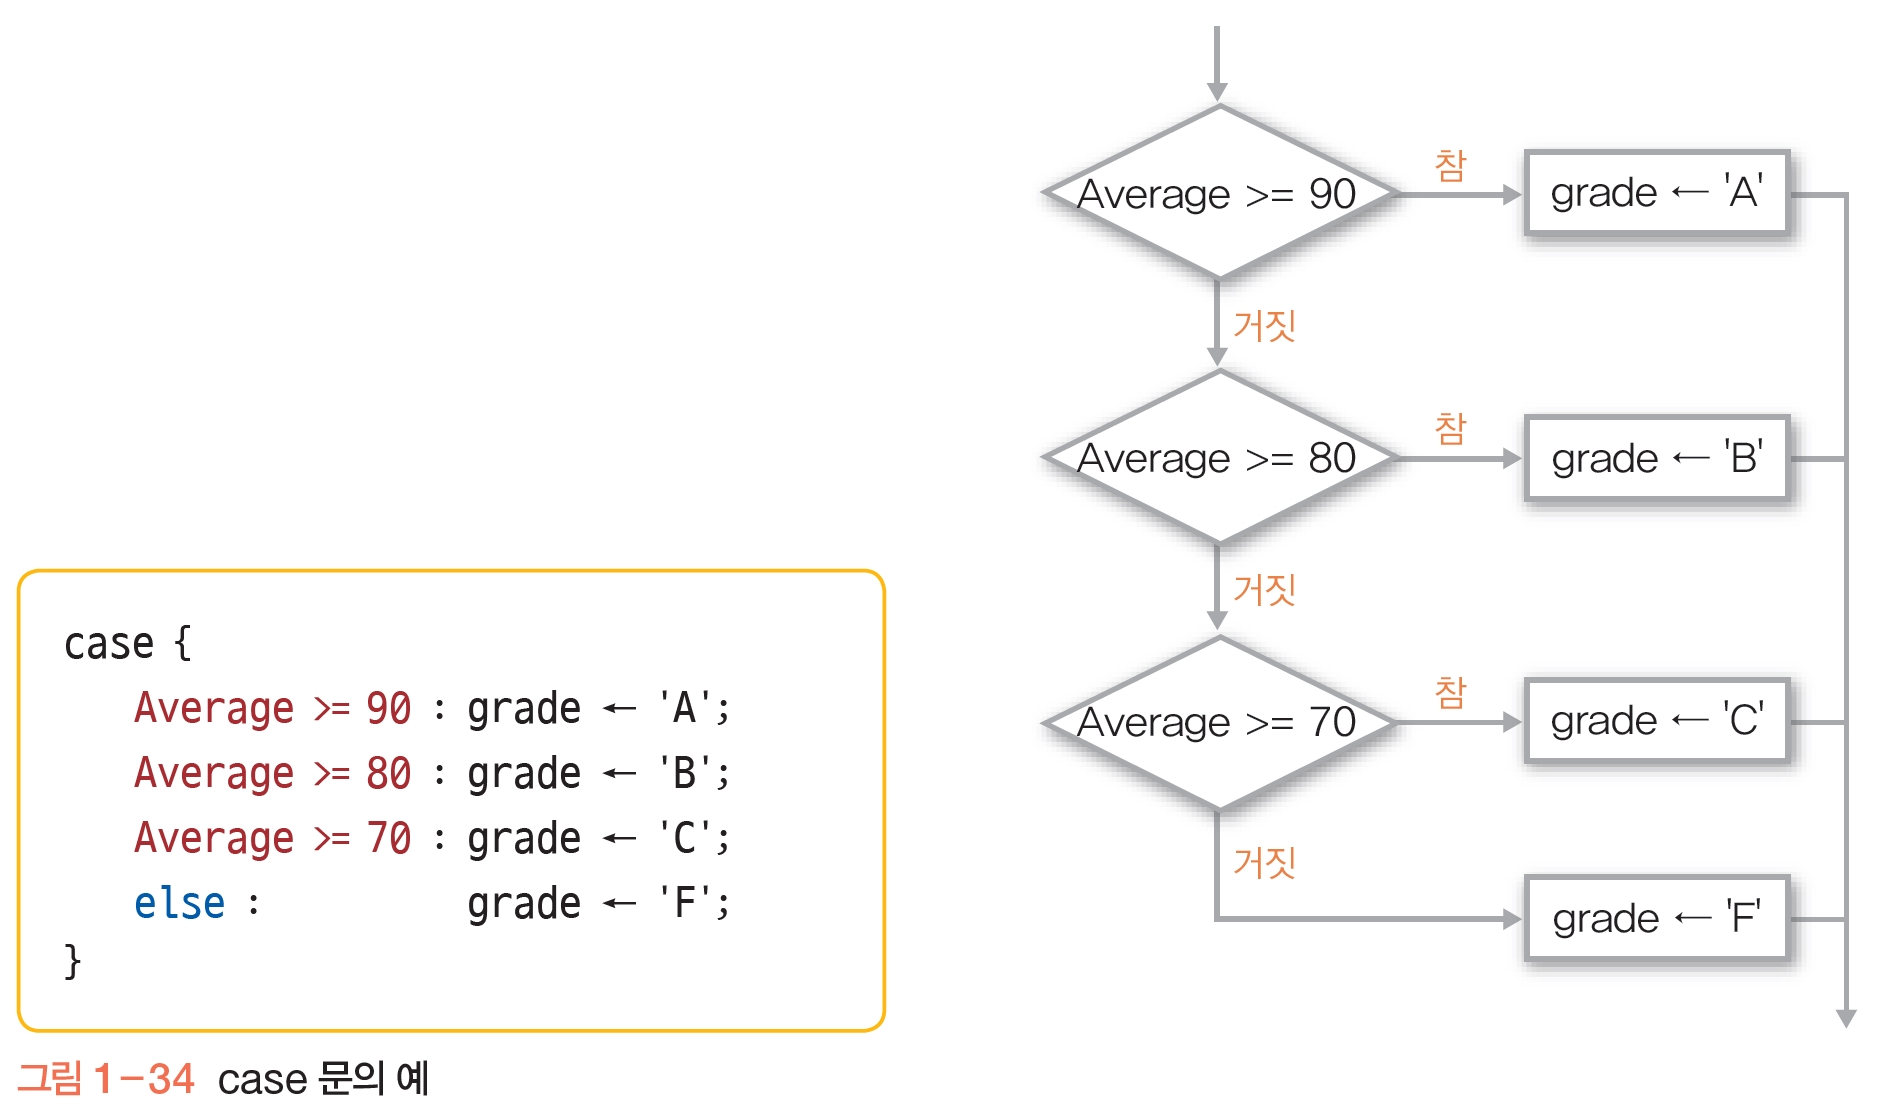 case {
Average >= 90 : grade ← 'A';
Average >= 80 : grade ← 'B';
Average >= 70 : grade ← 'C';
else : grade ← 'F';
}
그림 1-34 case 문의 예
Average >= 90
참
grade ← 'A'
거짓
Average >= 80
참
grade ← 'B'
거짓
Average >= 70
참
grade ← 'C'
거짓
grade ← 'F'